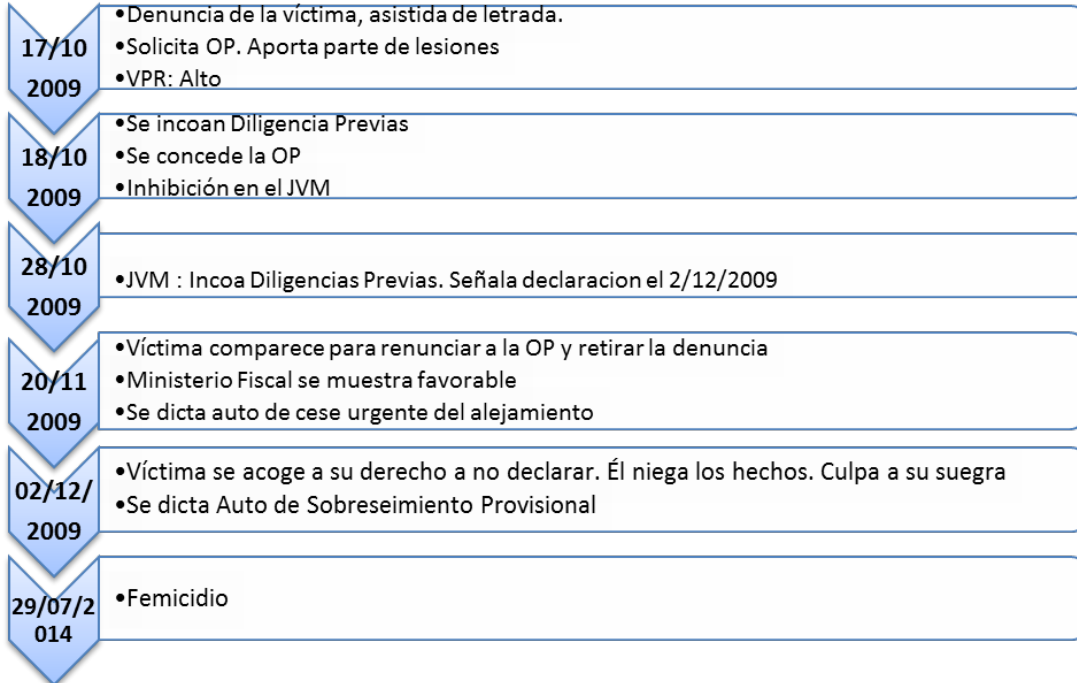 17/10
2009
•Denuncia de la víctima, asistida de letrada.
•Solicita OP. Aporta parte de lesiones
•VPR: Alto
18/10
2009
•Se incoan Diligencia Previas
•Se concede la OP
•Inhibición en el JVM
28/10
2009
•JVM : Incoa Diligencias Previas. Señala declaracion el 2/12/2009
20/11
2009
•Víctima comparece para renunciar a la OP y retirar la denuncia
•Ministerio Fiscal se muestra favorable
•Se dicta auto de cese urgente del alejamiento
02/12/
2009
•Víctima se acoge a su derecho a no declarar. Él niega los hechos. Culpa a su suegra
•Se dicta Auto de Sobreseimiento Provisional
29/07/2
014
•Femicidio